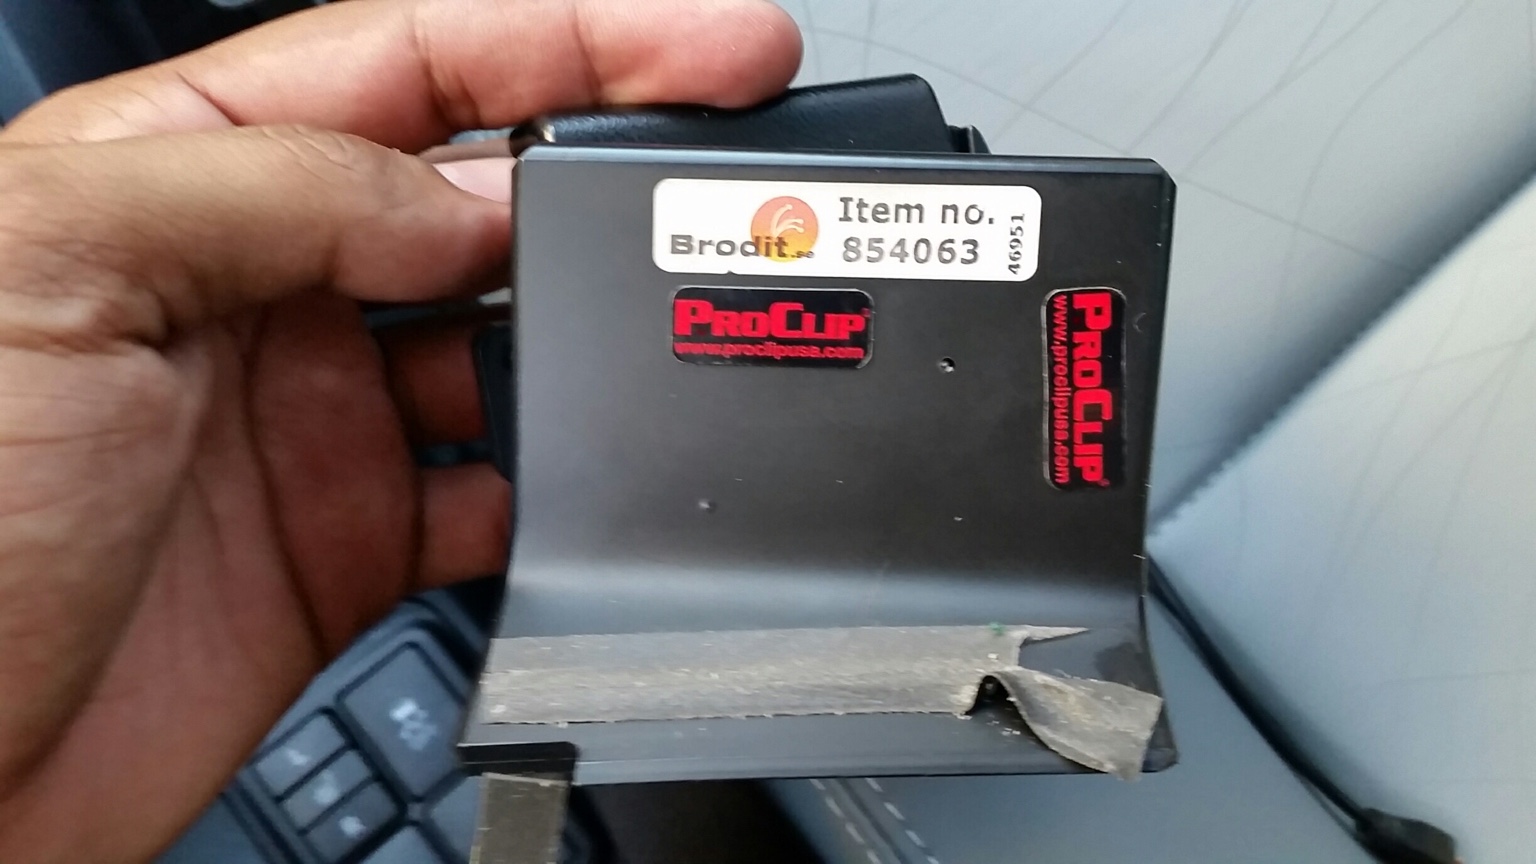 Brodit.se
Item no.
854063
46951
PROCLIP®
www.proclipusa.com
PROCLIP®
www.proclipusa.com